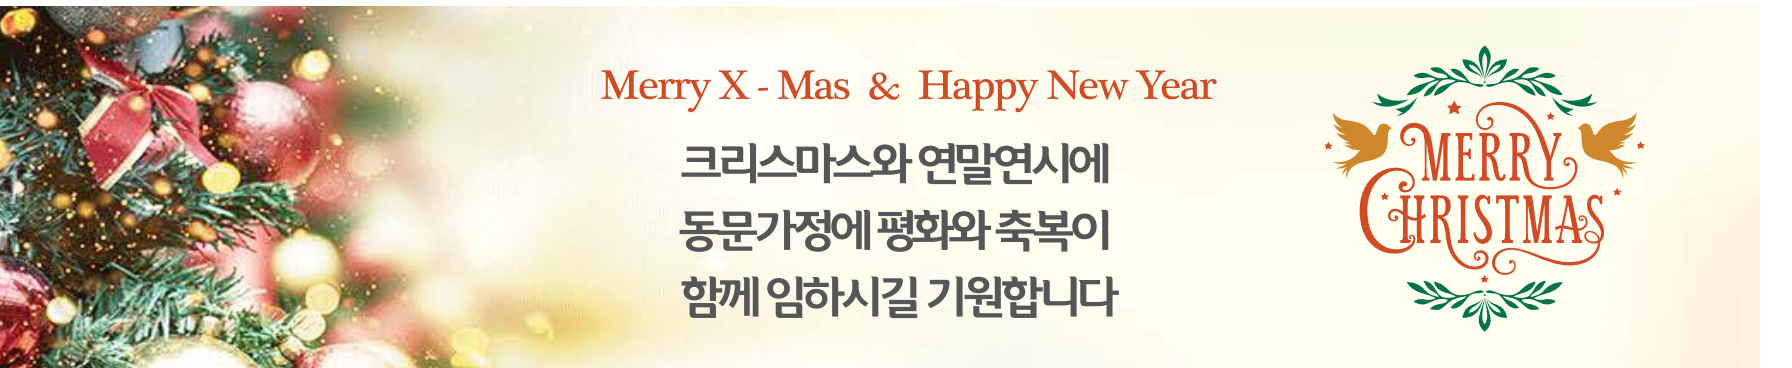 Merry X - Mas & Happy New Year
크리스마스와 연말연시에
동문가정에 평화와 축복이
함께 임하시길 기원합니다
MERRY
CHRISTMAS